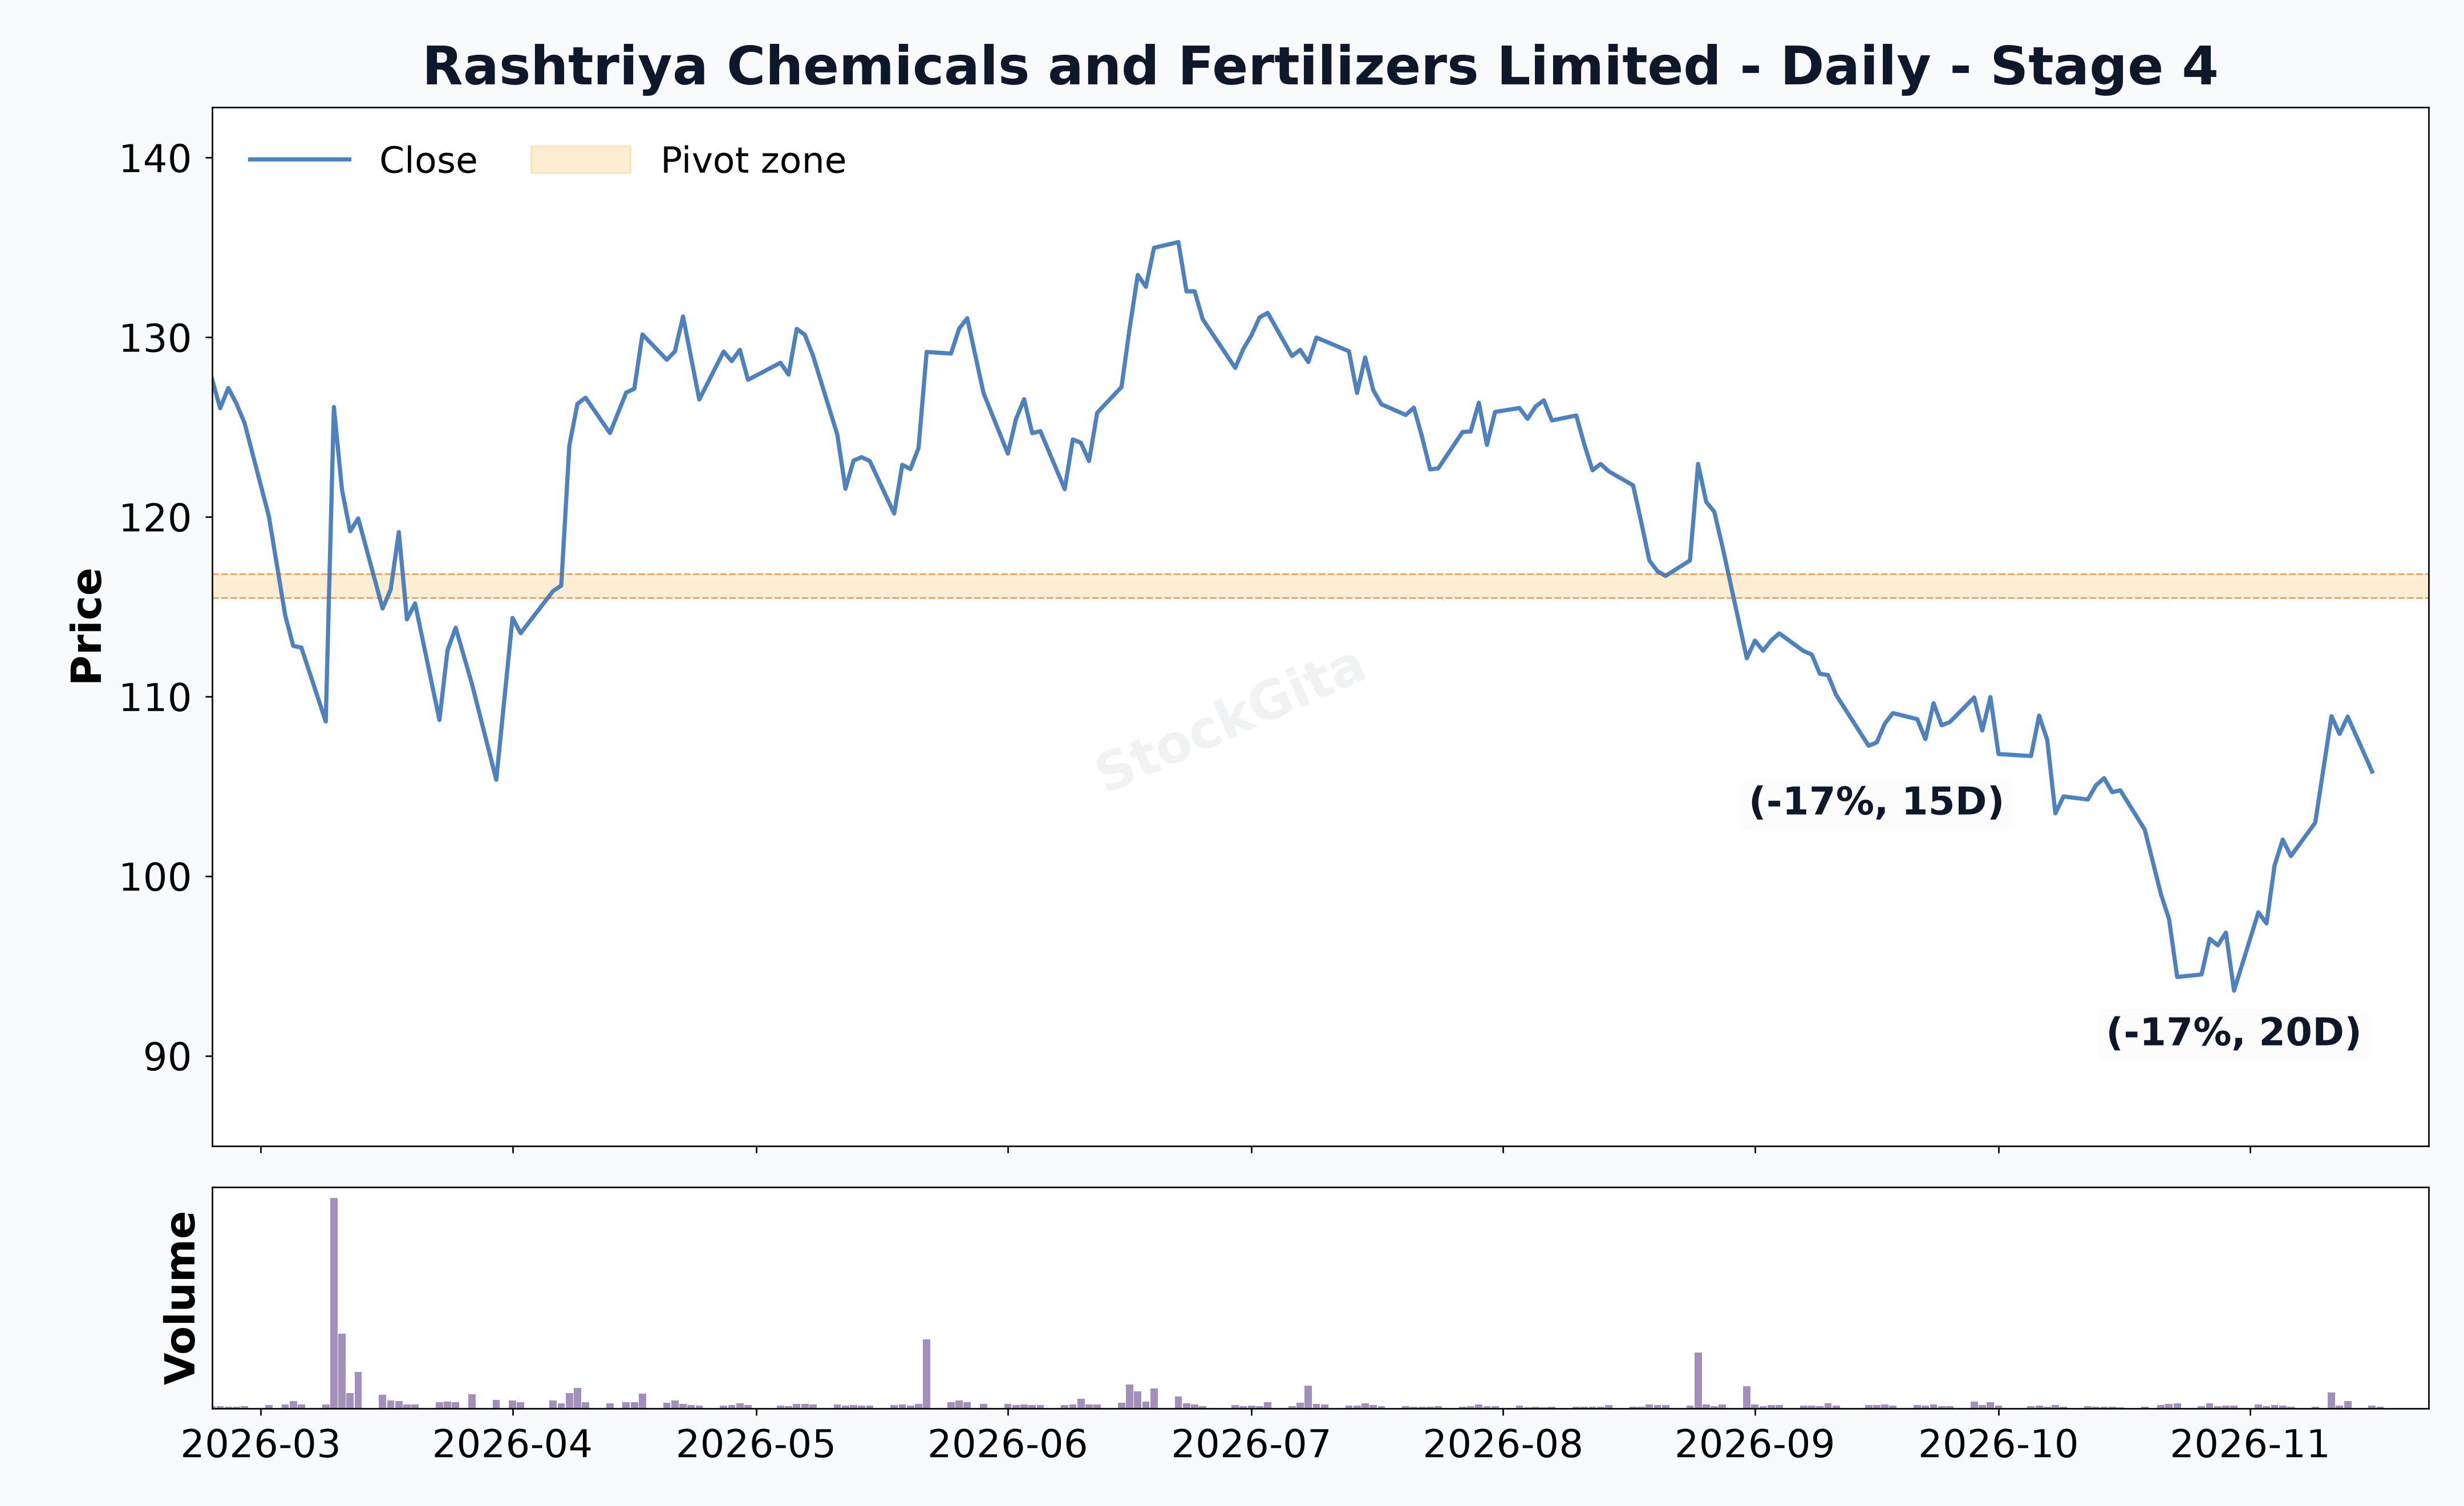 Rashtriya Chemicals and Fertilizers Limited - Daily - Stage 4
Close
Pivot zone
Price
140
130
120
110
100
90
StockGita
(-17%, 15D)
(-17%, 20D)
Volume
2026-03
2026-04
2026-05
2026-06
2026-07
2026-08
2026-09
2026-10
2026-11